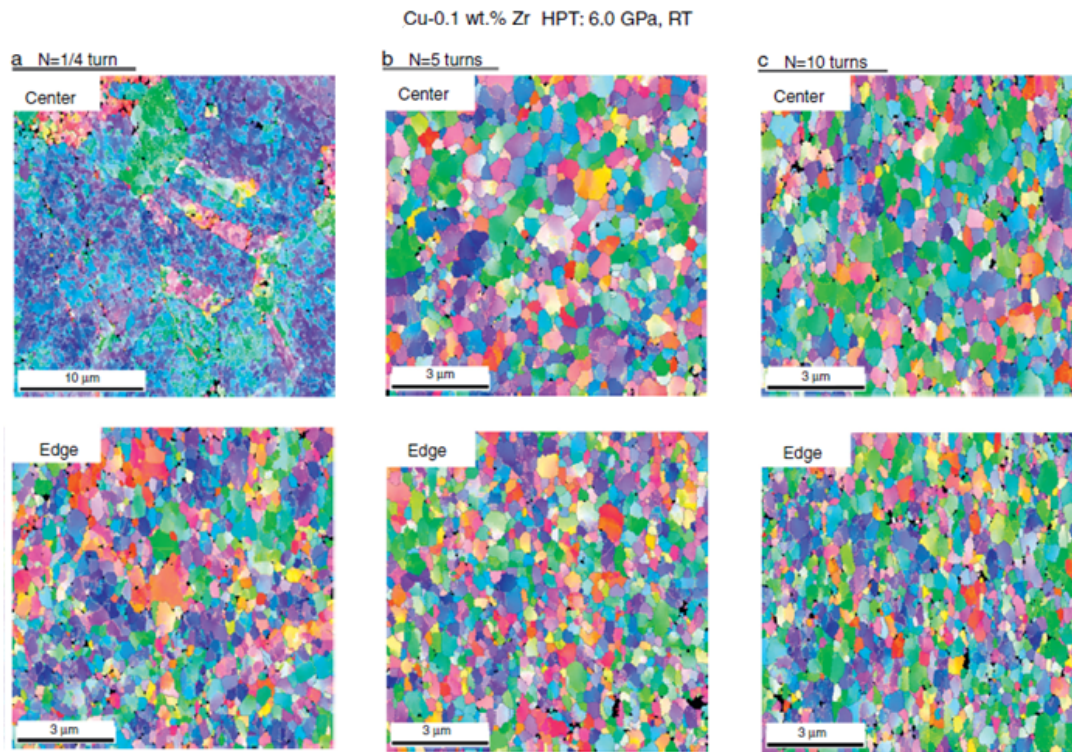 Cu-0.1 wt.% Zr HPT: 6.0 GPa, RT
a N=1/4 turn
b N=5 turns
c N=10 turns
Center
Center
Center
10 μm
3 μm
3 μm
Edge
Edge
Edge
3 μm
3 μm
3 μm